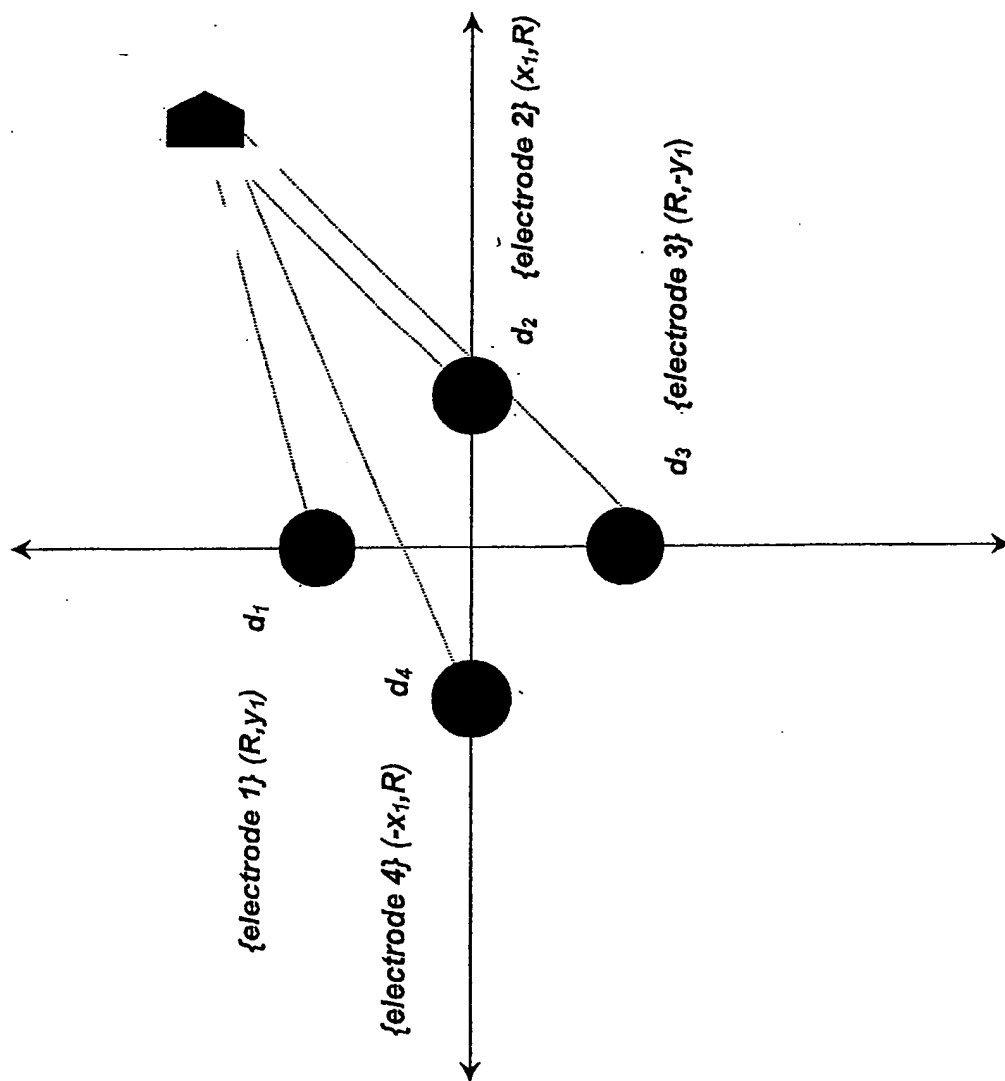 d₁
{electrode 1} (R,y₁)
d₄
{electrode 4} (-x₁,R)
d₂ {electrode 2} (x₁,R)
d₃ {electrode 3} (R,-y₁)